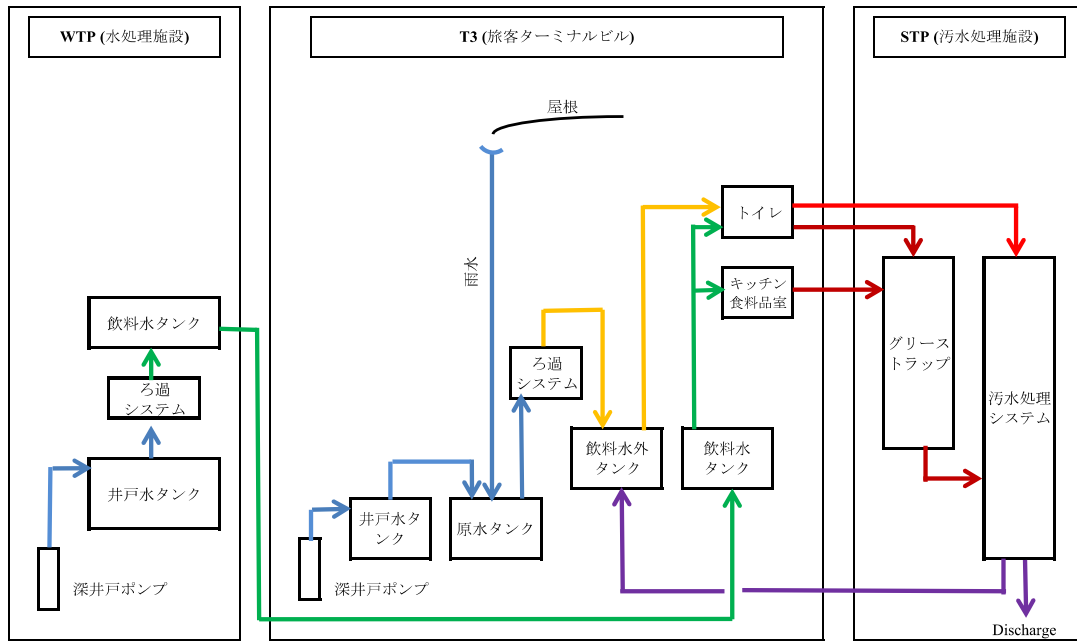 WTP (水処理施設)
飲料水タンク
ろ過
システム
井戸水タンク
深井戸ポンプ
T3 (旅客ターミナルビル)
屋根
雨水
トイレ
キッチン
食料品室
ろ過
システム
飲料水外
タンク
飲料水
タンク
井戸水タ
ンク
原水タンク
深井戸ポンプ
STP (汚水処理施設)
グリース
トラップ
汚水処理
システム
Discharge